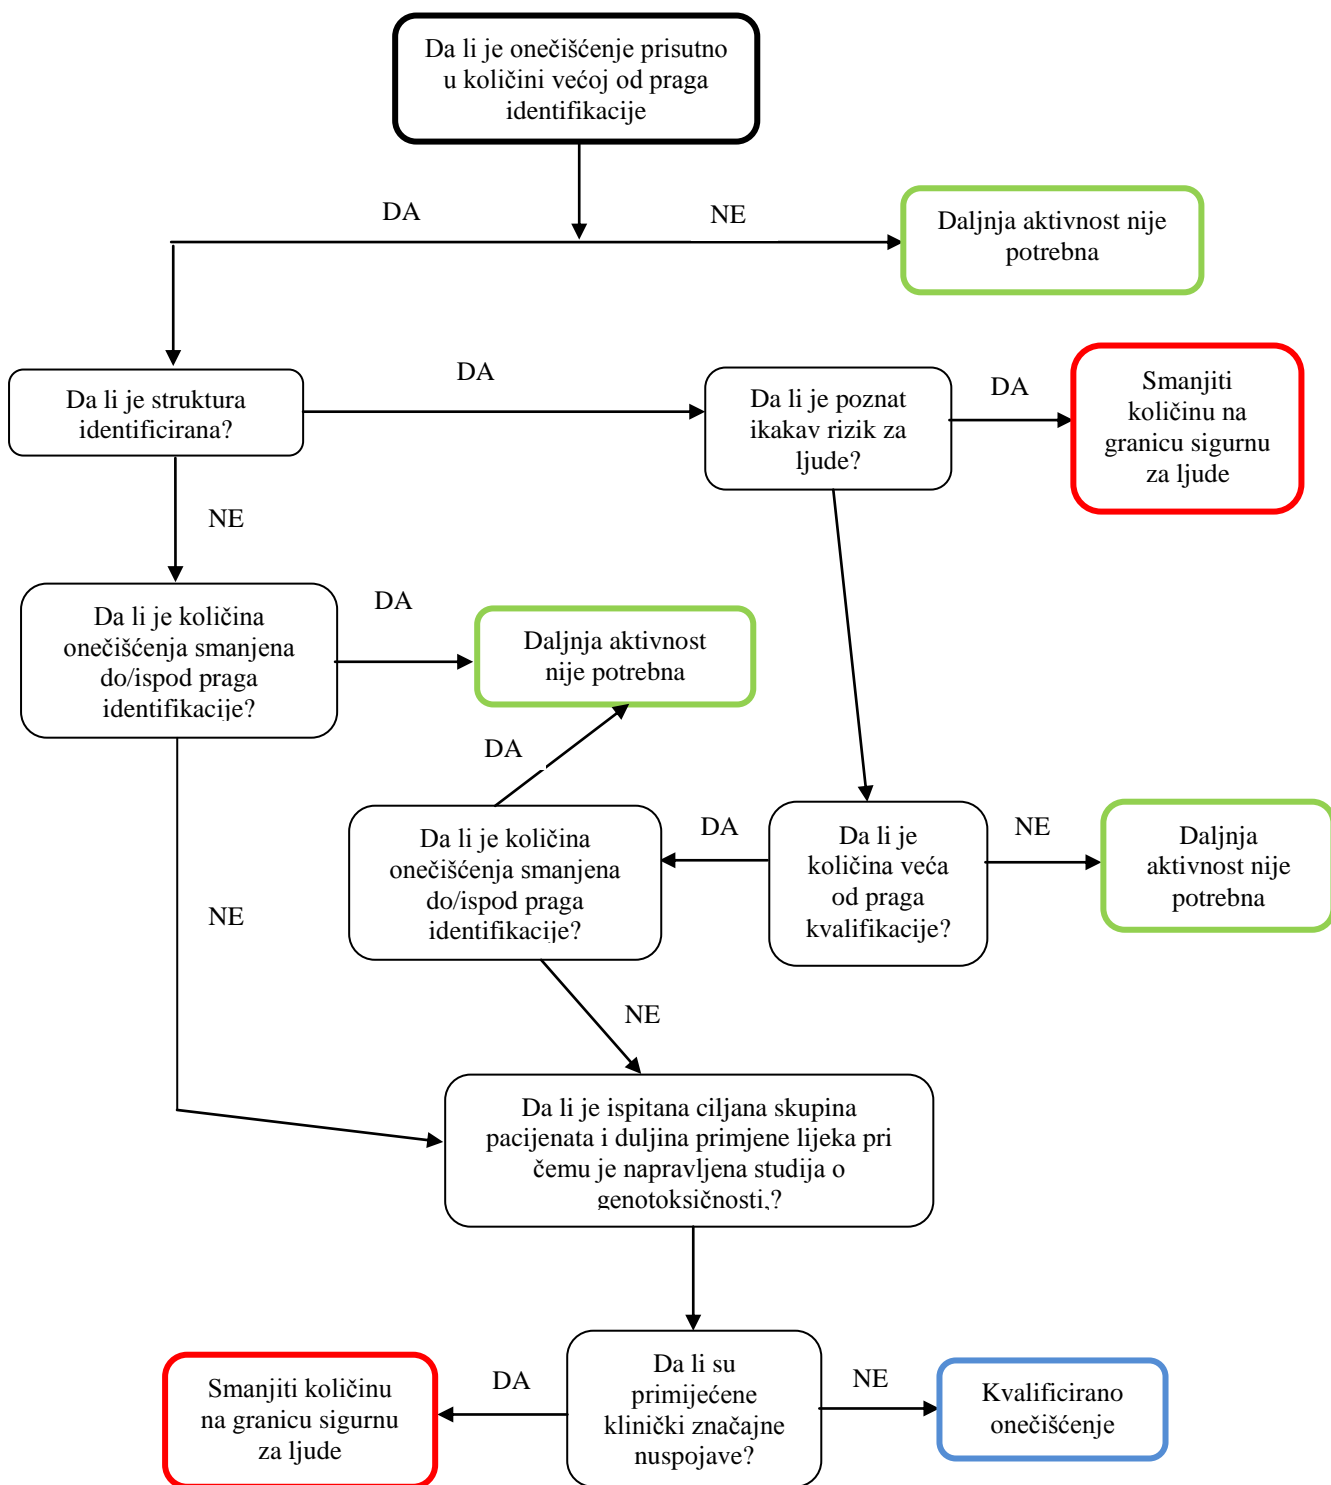 Da li je onečišćenje prisutno
u količini većoj od praga
identifikacije
DA
NE
Daljnja aktivnost nije
potrebna
Da li je struktura
identificirana?
DA
Da li je poznat
ikakav rizik za
ljude?
DA
Smanjiti
količinu na
granicu sigurnu
za ljude
NE
Da li je količina
onečišćenja smanjena
do/ispod praga
identifikacije?
DA
Daljnja aktivnost
nije potrebna
DA
Da li je količina
onečišćenja smanjena
do/ispod praga
identifikacije?
DA
Da li je
količina veća
od praga
kvalifikacije?
NE
Daljnja
aktivnost nije
potrebna
NE
NE
Da li je ispitana ciljana skupina
pacijenata i duljina primjene lijeka pri
čemu je napravljena studija o
genotoksičnosti,?
Smanjiti količinu
na granicu sigurnu
za ljude
DA
Da li su
primijećene
klinički značajne
nuspojave?
NE
Kvalificirano
onečišćenje